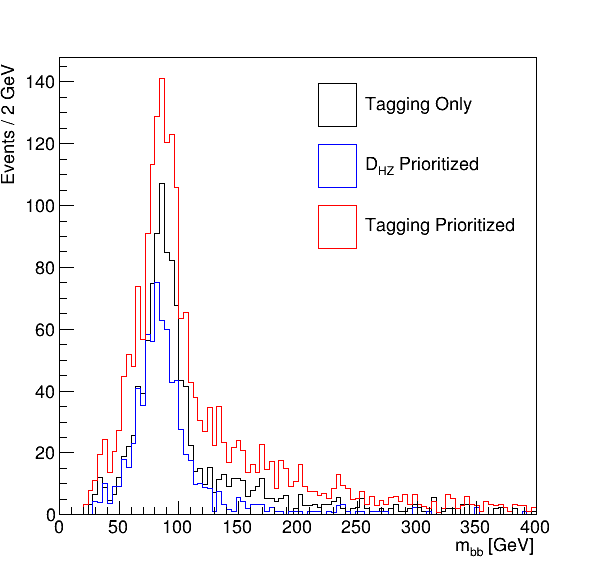 Events / 2 GeV
140
120
100
80
60
40
20
0
Tagging Only
D_HZ Prioritized
Tagging Prioritized
0 50 100 150 200 250 300 350 400
m_bb [GeV]